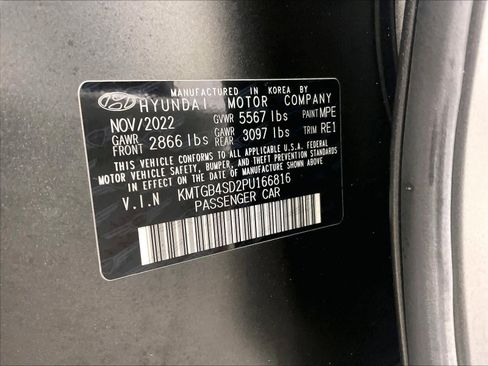 MANUFACTURED IN KOREA BY
HYUNDAI MOTOR COMPANY
NOV/2022 GVWR 5567 lbs PAINT MPE
GAWR FRONT 2866 lbs GAWR REAR 3097 lbs TRIM RE1
THIS VEHICLE CONFORMS TO ALL APPLICABLE U.S.A. FEDERAL
MOTOR VEHICLE SAFETY, BUMPER, AND THEFT PREVENTION STANDARDS
IN EFFECT ON THE DATE OF MANUFACTURE SHOWN ABOVE.
V.I.N KMTGB4SD2PU166816
PASSENGER CAR